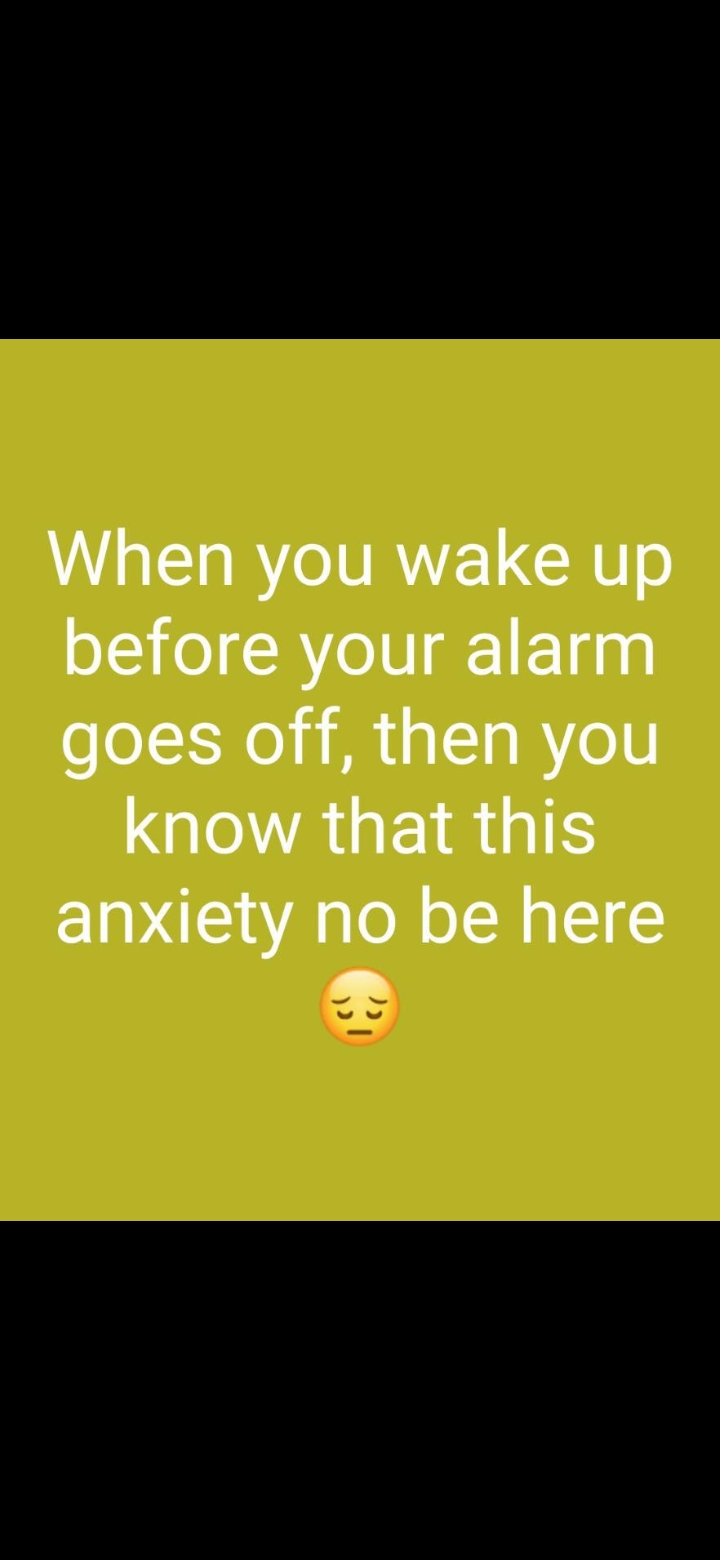 When you wake up
before your alarm
goes off, then you
know that this
anxiety no be here
😔